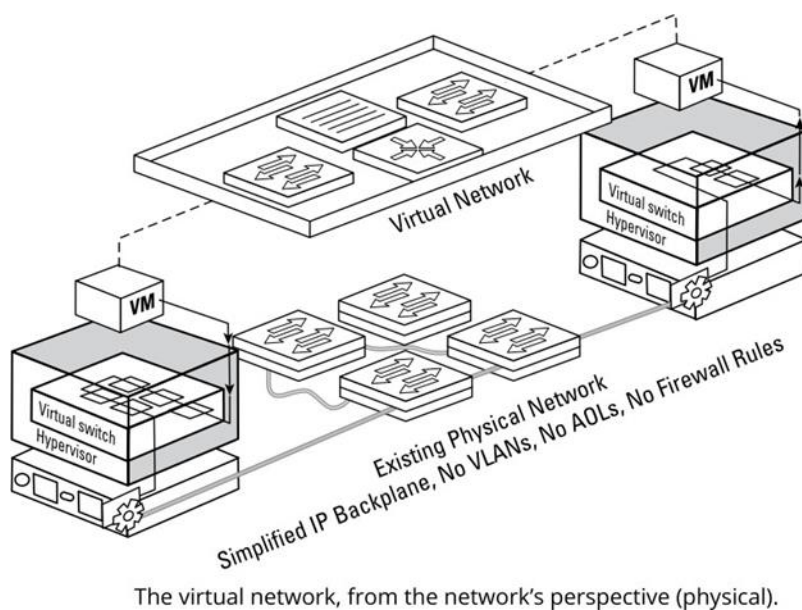 VM
Virtual switch
Hypervisor
Virtual Network
VM
Virtual switch
Hypervisor
Existing Physical Network
Simplified IP Backplane, No VLANs, No AOLs, No Firewall Rules
The virtual network, from the network's perspective (physical).